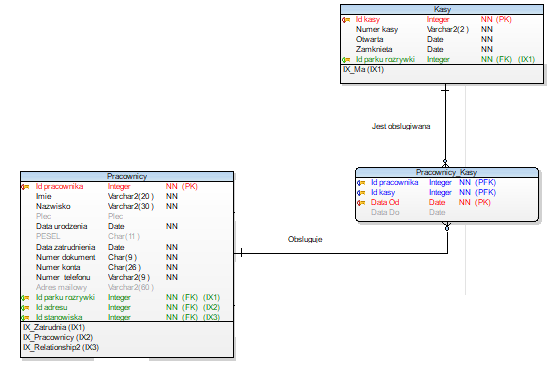 Kasy
Id kasy Integer NN (PK)
Numer kasy Varchar2(2 ) NN
Otwarta Date NN
Zamknieta Date NN
Id parku rozrywki Integer NN (FK) (IX1)
IX_Ma (IX1)
Jest obslugiwana
Pracownicy_Kasy
Id pracownika Integer NN (PFK)
Id kasy Integer NN (PFK)
Data Od Date NN (PK)
Data Do Date
Obsluguje
Pracownicy
Id pracownika Integer NN (PK)
Imie Varchar2(20 ) NN
Nazwisko Varchar2(30 ) NN
Plec Plec
Data urodzenia Date NN
PESEL Char(11 )
Data zatrudnienia Date NN
Numer dokument Char(9 ) NN
Numer konta Char(26 ) NN
Numer telefonu Varchar2(9 ) NN
Adres mailowy Varchar2(60 )
Id parku rozrywki Integer NN (FK) (IX1)
Id adresu Integer NN (FK) (IX2)
Id stanowiska Integer NN (FK) (IX3)
IX_Zatrudnia (IX1)
IX_Pracownicy (IX2)
IX_Relationship2 (IX3)